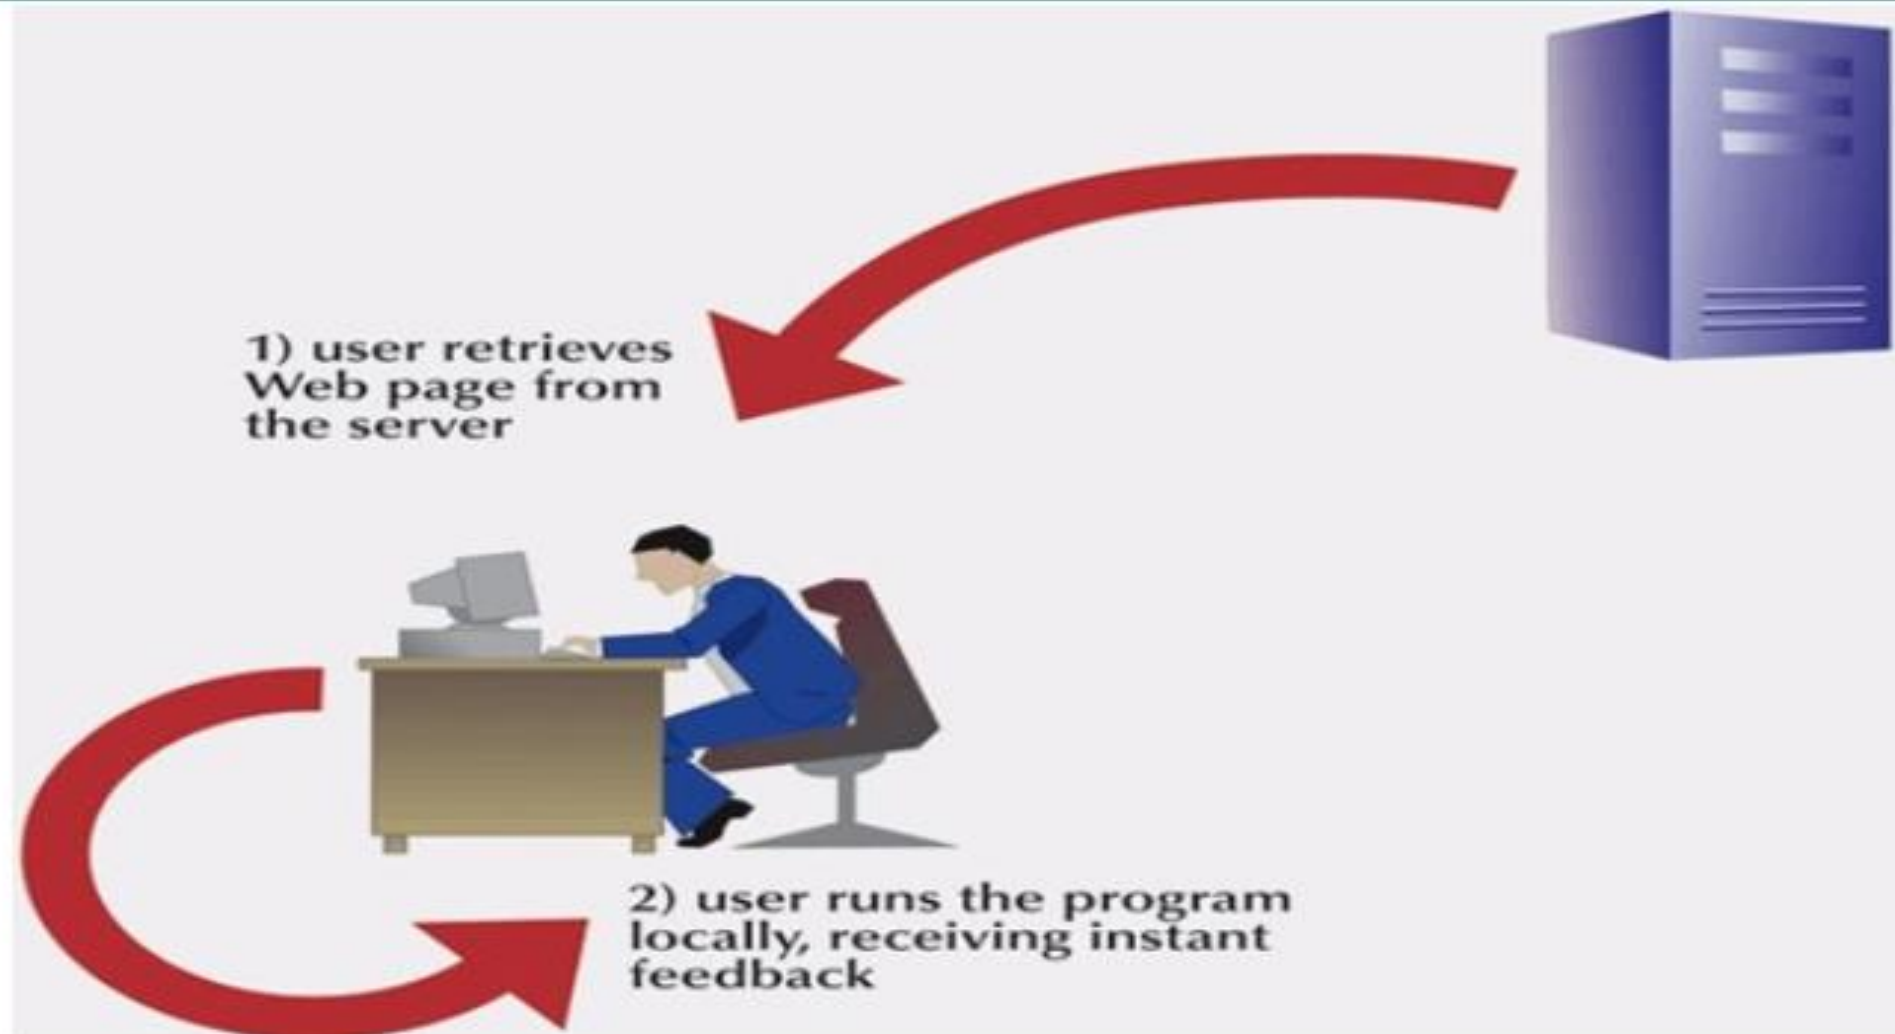 1) user retrieves
Web page from
the server
2) user runs the program
locally, receiving instant
feedback